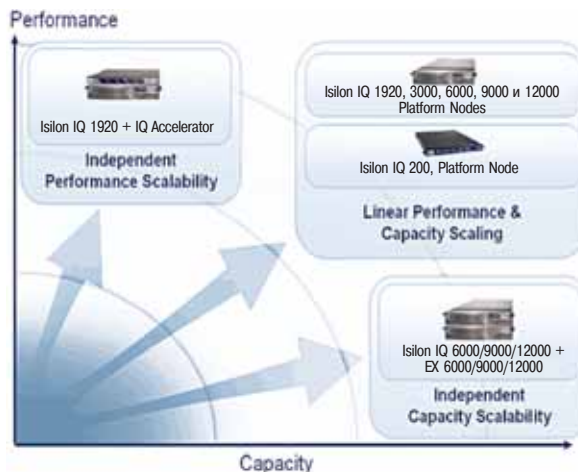 Performance
Isilon IQ 1920 + IQ Accelerator
Independent
Performance Scalability
Isilon IQ 1920, 3000, 6000, 9000 и 12000
Platform Nodes
Isilon IQ 200, Platform Node
Linear Performance &
Capacity Scaling
Isilon IQ 6000/9000/12000 +
EX 6000/9000/12000
Independent
Capacity Scalability
Capacity